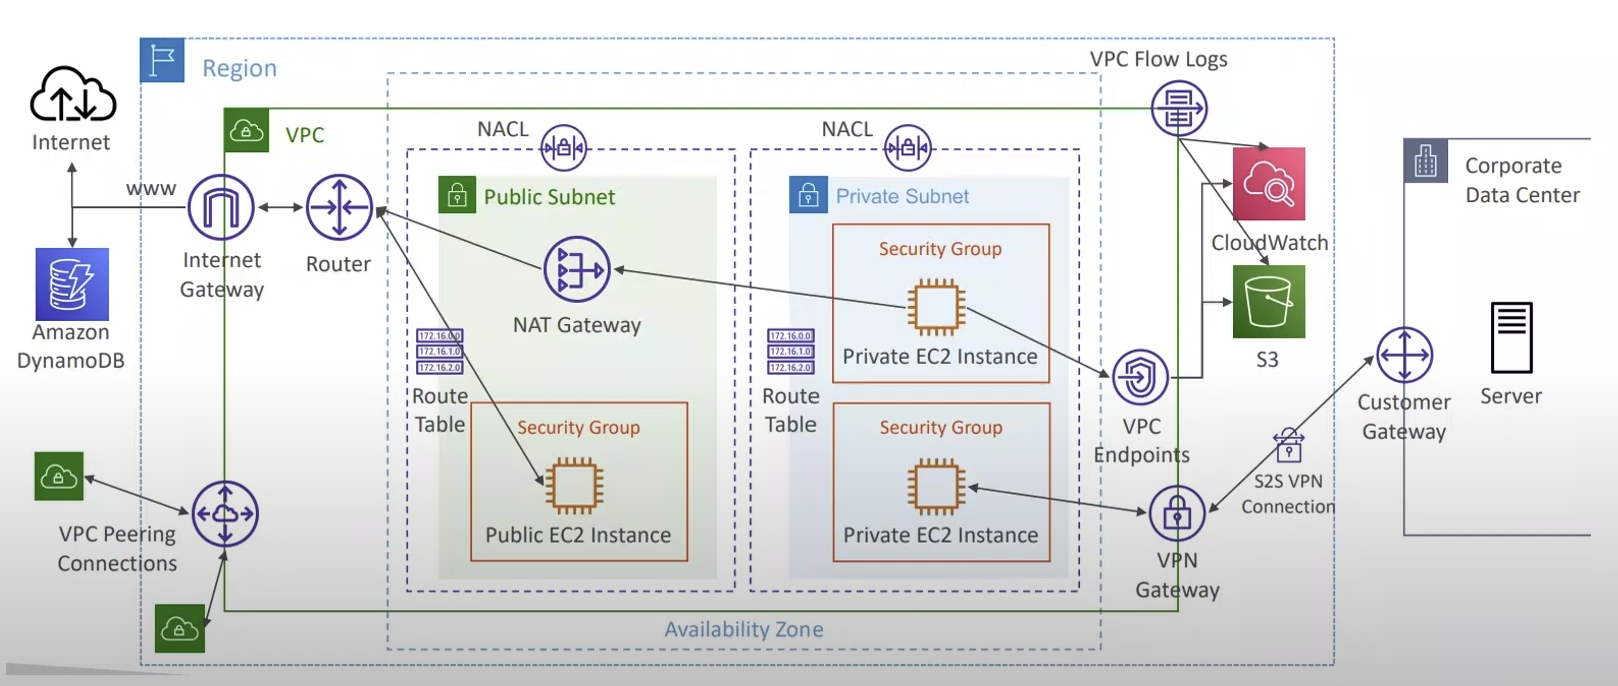 VPC Flow Logs
Region
Internet
VPC
NACL
NACL
Corporate
Data Center
www
Public Subnet
Private Subnet
Security Group
CloudWatch
Internet
Gateway
Router
NAT Gateway
Private EC2 Instance
Amazon
DynamoDB
172.16.0.0
172.16.1.0
172.16.2.0
172.16.0.0
172.16.1.0
172.16.2.0
S3
Route
Table
Route
Table
Server
Customer
Gateway
Security Group
Security Group
VPC
Endpoints
S2S VPN
Connection
VPC Peering
Connections
Public EC2 Instance
Private EC2 Instance
VPN
Gateway
Availability Zone